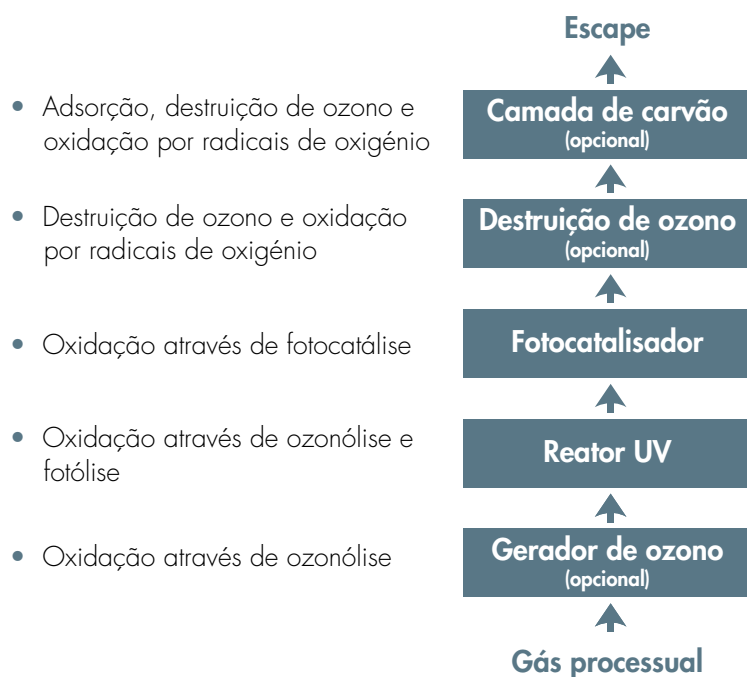 Escape
• Adsorção, destruição de ozono e
oxidação por radicais de oxigénio
Camada de carvão
(opcional)
• Destruição de ozono e oxidação
por radicais de oxigénio
Destruição de ozono
(opcional)
• Oxidação através de fotocatálise
Fotocatalisador
• Oxidação através de ozonólise e
fotólise
Reator UV
• Oxidação através de ozonólise
Gerador de ozono
(opcional)
Gás processual